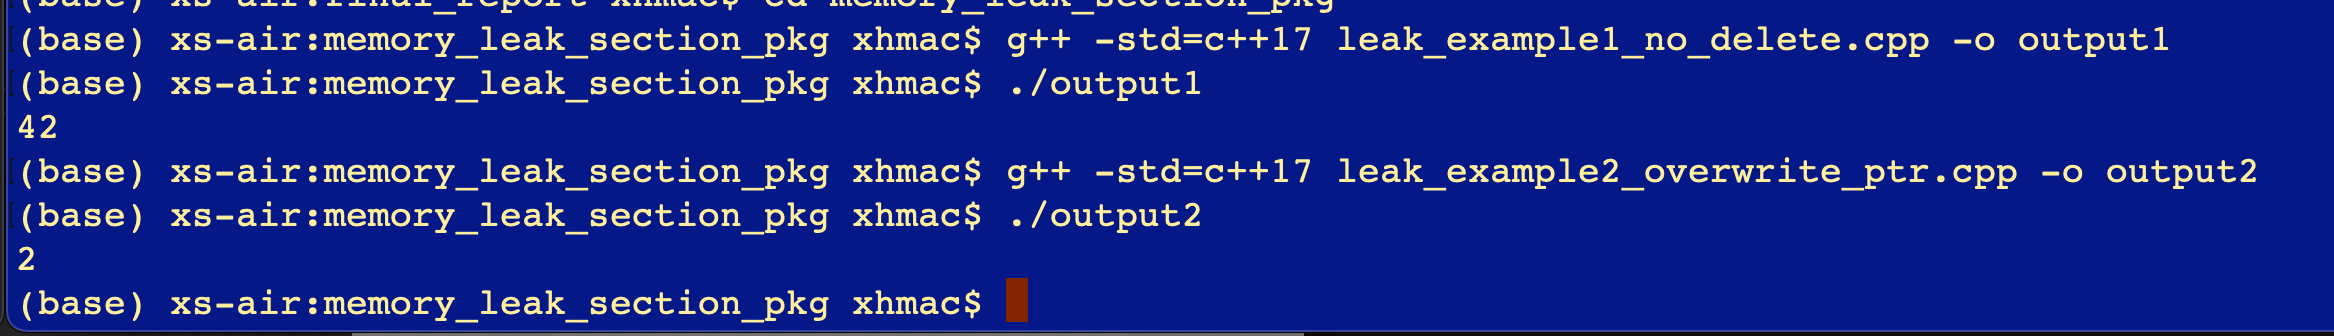 (base) xs-air:final_report xhmac$ cd memory_leak_section_pkg
(base) xs-air:memory_leak_section_pkg xhmac$ g++ -std=c++17 leak_example1_no_delete.cpp -o output1
(base) xs-air:memory_leak_section_pkg xhmac$ ./output1
42
(base) xs-air:memory_leak_section_pkg xhmac$ g++ -std=c++17 leak_example2_overwrite_ptr.cpp -o output2
(base) xs-air:memory_leak_section_pkg xhmac$ ./output2
2
(base) xs-air:memory_leak_section_pkg xhmac$